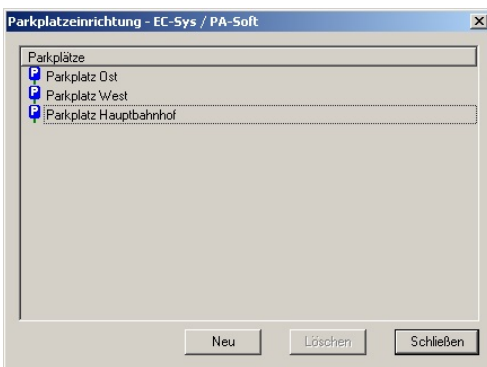 Parkplatzeinrichtung - EC-Sys / PA-Soft
Parkplätze
P Parkplatz Ost
P Parkplatz West
P Parkplatz Hauptbahnhof
Neu Löschen Schließen